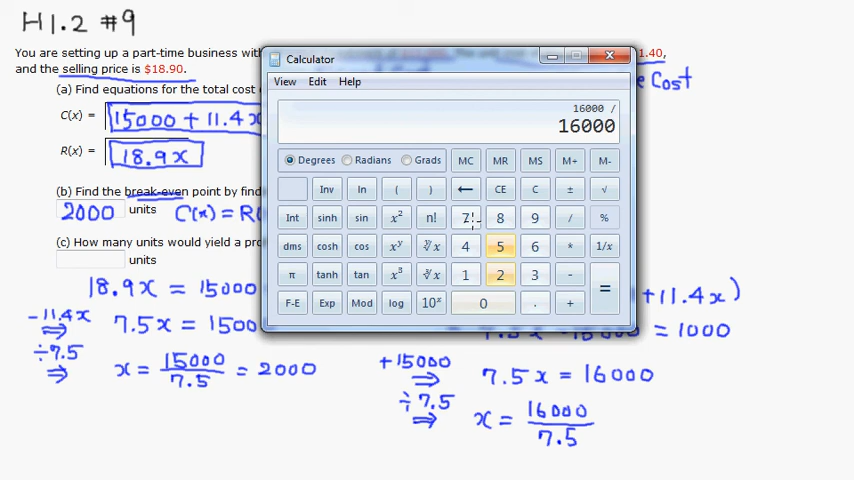 H1.2 #9
You are setting up a part-time business with 1.40,
and the selling price is $18.90.
(a) Find equations for the total cost
Cost
C(x) = 15000 + 11.4x
R(x) = 18.9x
(b) Find the break-even point by find
2000 units C(x) = R(
(c) How many units would yield a pro
units
18.9x = 15000 + 11.4x)
-11.4x ⇒ 7.5x = 1500 = 1000
÷7.5 ⇒ x = 15000/7.5 = 2000
+15000 ⇒ 7.5x = 16000
÷7.5 ⇒ x = 16000/7.5
Calculator
View Edit Help
16000 /
16000
Degrees Radians Grads MC MR MS M+ M-
Inv ln ( ) ← CE C ± √
Int sinh sin x² n! 7 8 9 / %
dms cosh cos xʸ ʸ√x 4 5 6 * 1/x
π tanh tan x³ ³√x 1 2 3 - =
F-E Exp Mod log 10ˣ 0 . +